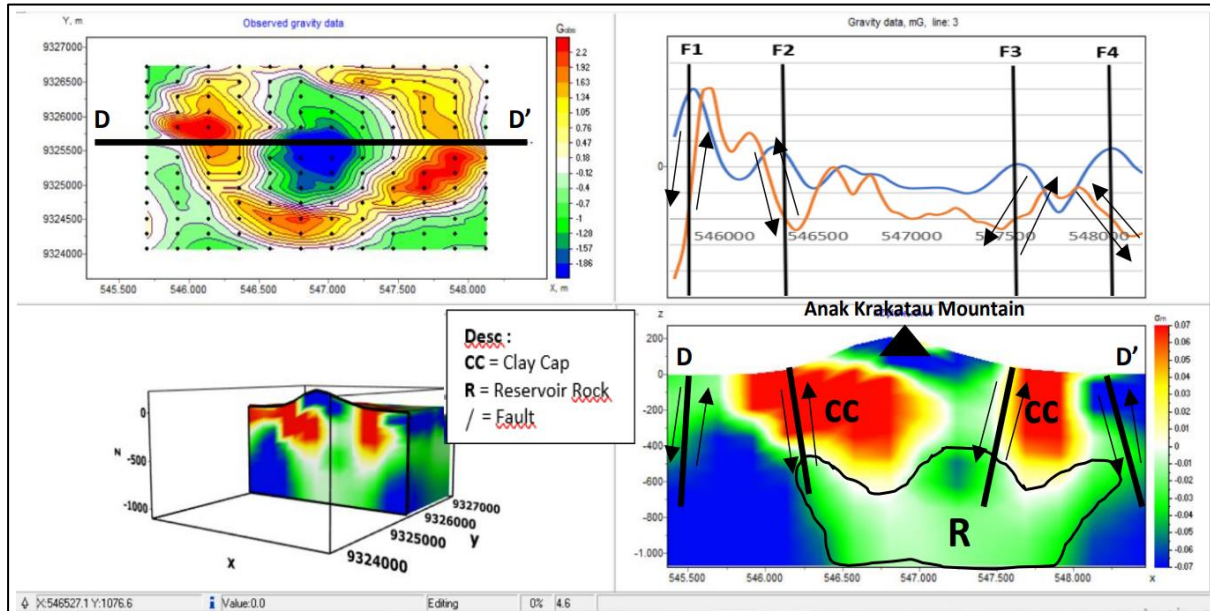 Y, m
Observed gravity data
Gobs
9327000
9326500
9326000
9325500
9325000
9324500
9324000
D
D'
2.2
1.92
1.63
1.34
1.05
0.76
0.47
0.18
-0.12
-0.4
-0.7
-1
-1.28
-1.57
-1.86
545.500
546.000
546.500
547.000
547.500
548.000
X, m
Gravity data, mG, line: 3
F1
F2
F3
F4
0
546000
546500
547000
548000
Desc :
CC = Clay Cap
R = Reservoir Rock
/ = Fault
0
-500
-1000
z
x
y
9324000
9325000
9326000
9327000
Anak Krakatau Mountain
z
D
D'
200
0
-200
-400
-600
-800
-1.000
CC
CC
R
545.500
546.000
546.500
547.000
547.500
548.000
x
0.07
0.06
0.05
0.04
0.03
0.02
0.01
0
-0.01
-0.02
-0.03
-0.04
-0.05
-0.06
-0.07
X:546527.1 Y:1076.6
Value:0.0
Editing
0%
4.6